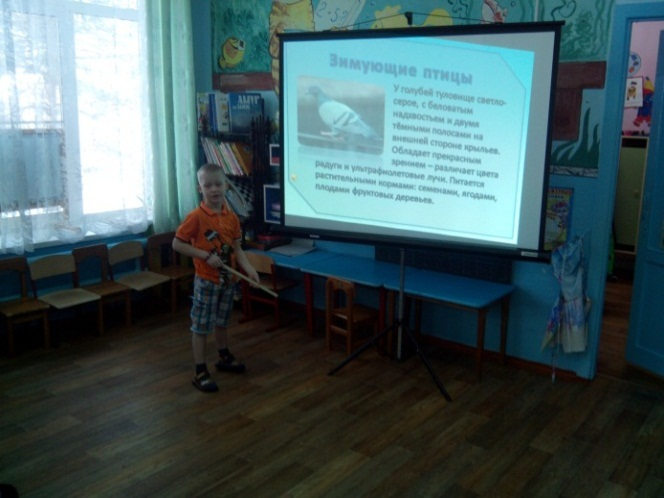 Зимующие птицы
У голубей туловище светло-
серое, с беловатым
надхвостьем и двумя
тёмными полосами на
внешней стороне крыльев.
Обладает прекрасным
зрением – различает цвета
радуги и ультрафиолетовые лучи. Питается
растительными кормами: семенами, ягодами,
плодами фруктовых деревьев.